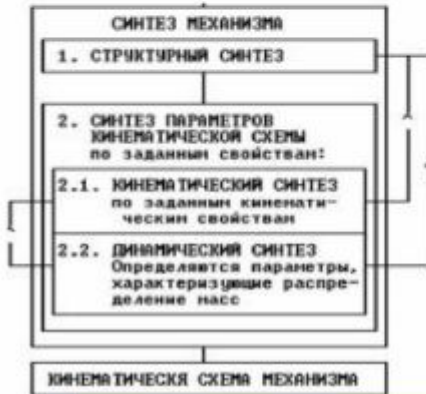 СИНТЕЗ МЕХАНИЗМА
1. СТРУКТУРНЫЙ СИНТЕЗ
2. СИНТЕЗ ПАРАМЕТРОВ
КИНЕМАТИЧЕСКОЙ СХЕМЫ
по заданным свойствам:
2.1. КИНЕМАТИЧЕСКИЙ СИНТЕЗ
по заданным кинемати-
ческим свойствам
2.2. ДИНАМИЧЕСКИЙ СИНТЕЗ
Определяются параметры,
характеризующие распре-
деление масс
КИНЕМАТИЧЕСКЯ СХЕМА МЕХАНИЗМА